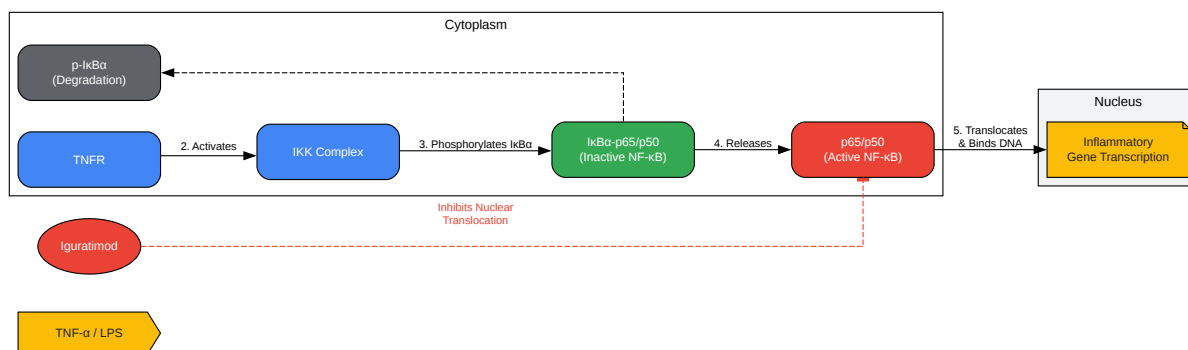 Cytoplasm
p-IκBα
(Degradation)
TNFR
2. Activates
IKK Complex
3. Phosphorylates IκBα
IκBα-p65/p50
(Inactive NF-κB)
4. Releases
p65/p50
(Active NF-κB)
5. Translocates
& Binds DNA
Nucleus
Inflammatory
Gene Transcription
Inhibits Nuclear
Translocation
Iguratimod
TNF-α / LPS